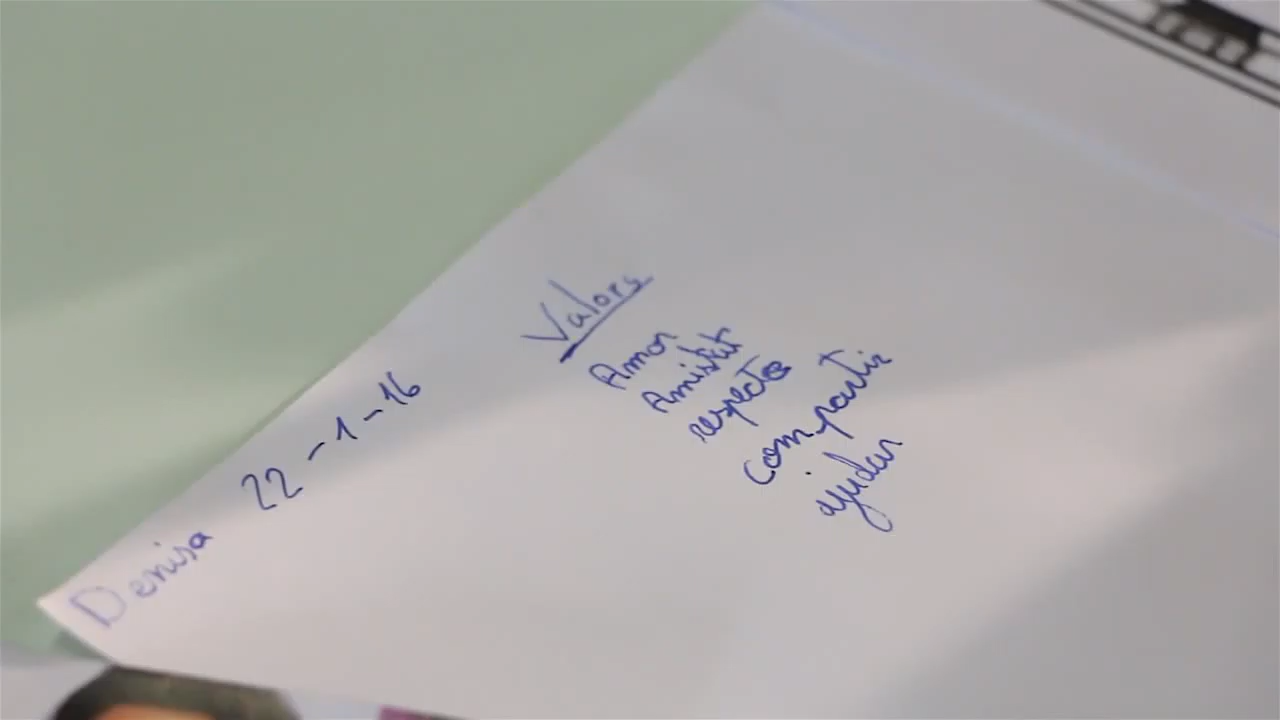 Denisa 22-1-16
Valors
Amor
Amistat
respecte
compartir
ajudar